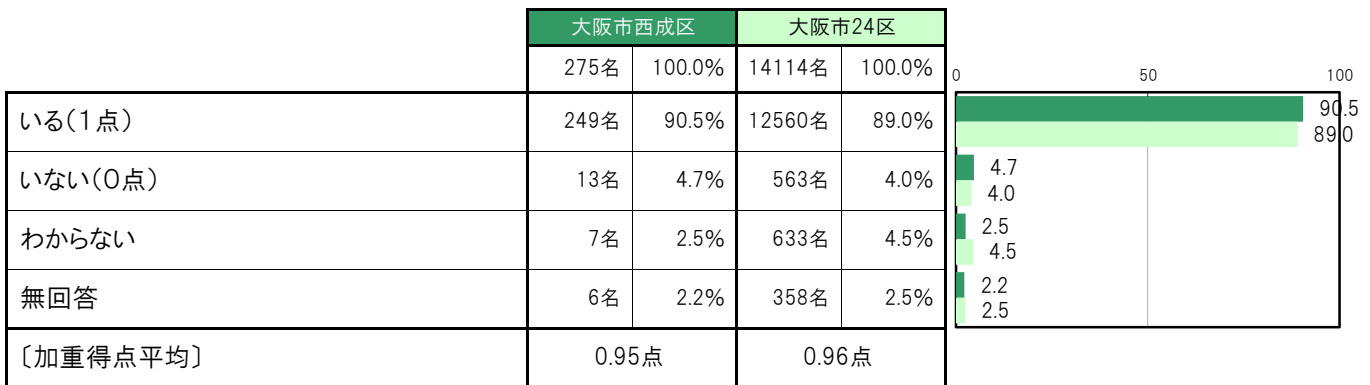 大阪市西成区 大阪市24区
275名 100.0% 14114名 100.0%
0 50 100
いる(1点) 249名 90.5% 12560名 89.0% 90.5
89.0
いない(0点) 13名 4.7% 563名 4.0% 4.7
4.0
わからない 7名 2.5% 633名 4.5% 2.5
4.5
無回答 6名 2.2% 358名 2.5% 2.2
2.5
〔加重得点平均〕 0.95点 0.96点